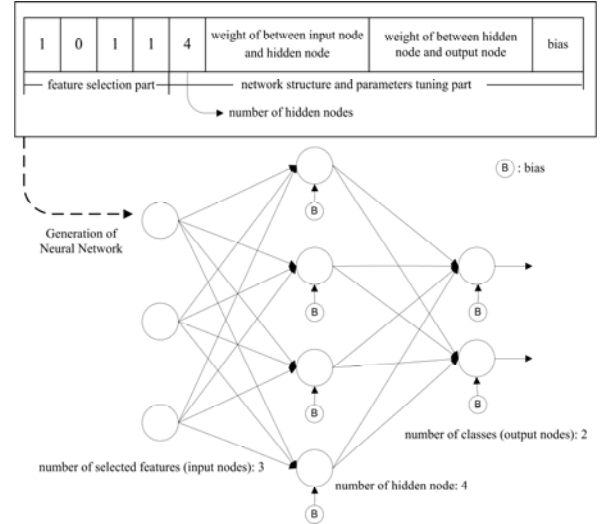 1 0 1 1 4 weight of between input node weight of between hidden bias
and hidden node node and output node
feature selection part network structure and parameters tuning part
number of hidden nodes
B : bias
B
Generation of
Neural Network
B
B
B
B
B
number of classes (output nodes): 2
number of selected features (input nodes): 3
number of hidden node: 4
B